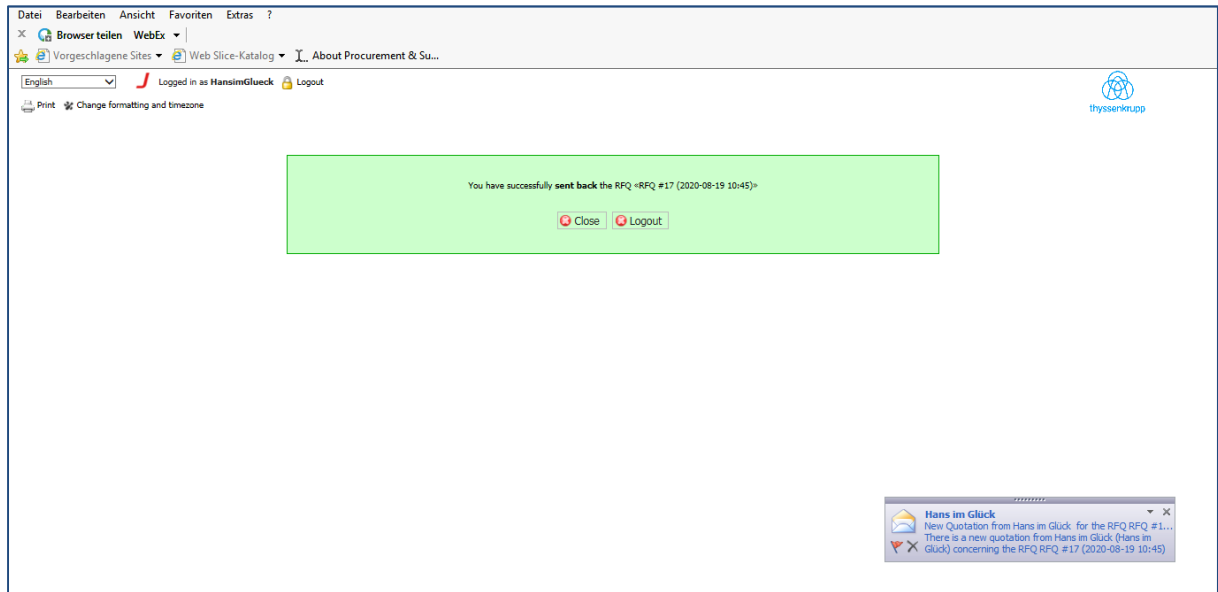 Datei Bearbeiten Ansicht Favoriten Extras ?
X Browser teilen WebEx
Vorgeschlagene Sites Web Slice-Katalog About Procurement & Su...
English Logged in as HansimGlueck Logout
Print Change formatting and timezone
thyssenkrupp
You have successfully sent back the RFQ «RFQ #17 (2020-08-19 10:45)»
Close Logout
Hans im Glück
New Quotation from Hans im Glück for the RFQ RFQ #1...
There is a new quotation from Hans im Glück (Hans im
Glück) concerning the RFQ RFQ #17 (2020-08-19 10:45)